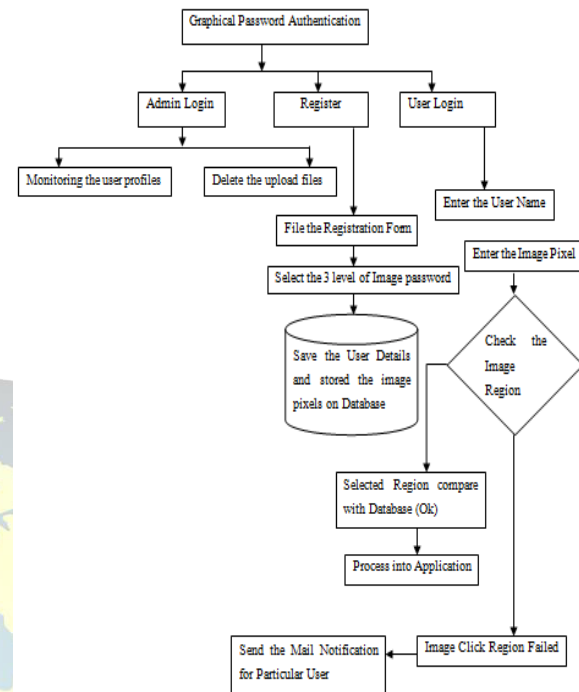 Graphical Password Authentication
Admin Login
Register
User Login
Monitoring the user profiles
Delete the upload files
Enter the User Name
File the Registration Form
Enter the Image Pixel
Select the 3 level of Image password
Save the User Details
and stored the image
pixels on Database
Check the
Image
Region
Selected Region compare
with Database (Ok)
Process into Application
Send the Mail Notification
for Particular User
Image Click Region Failed